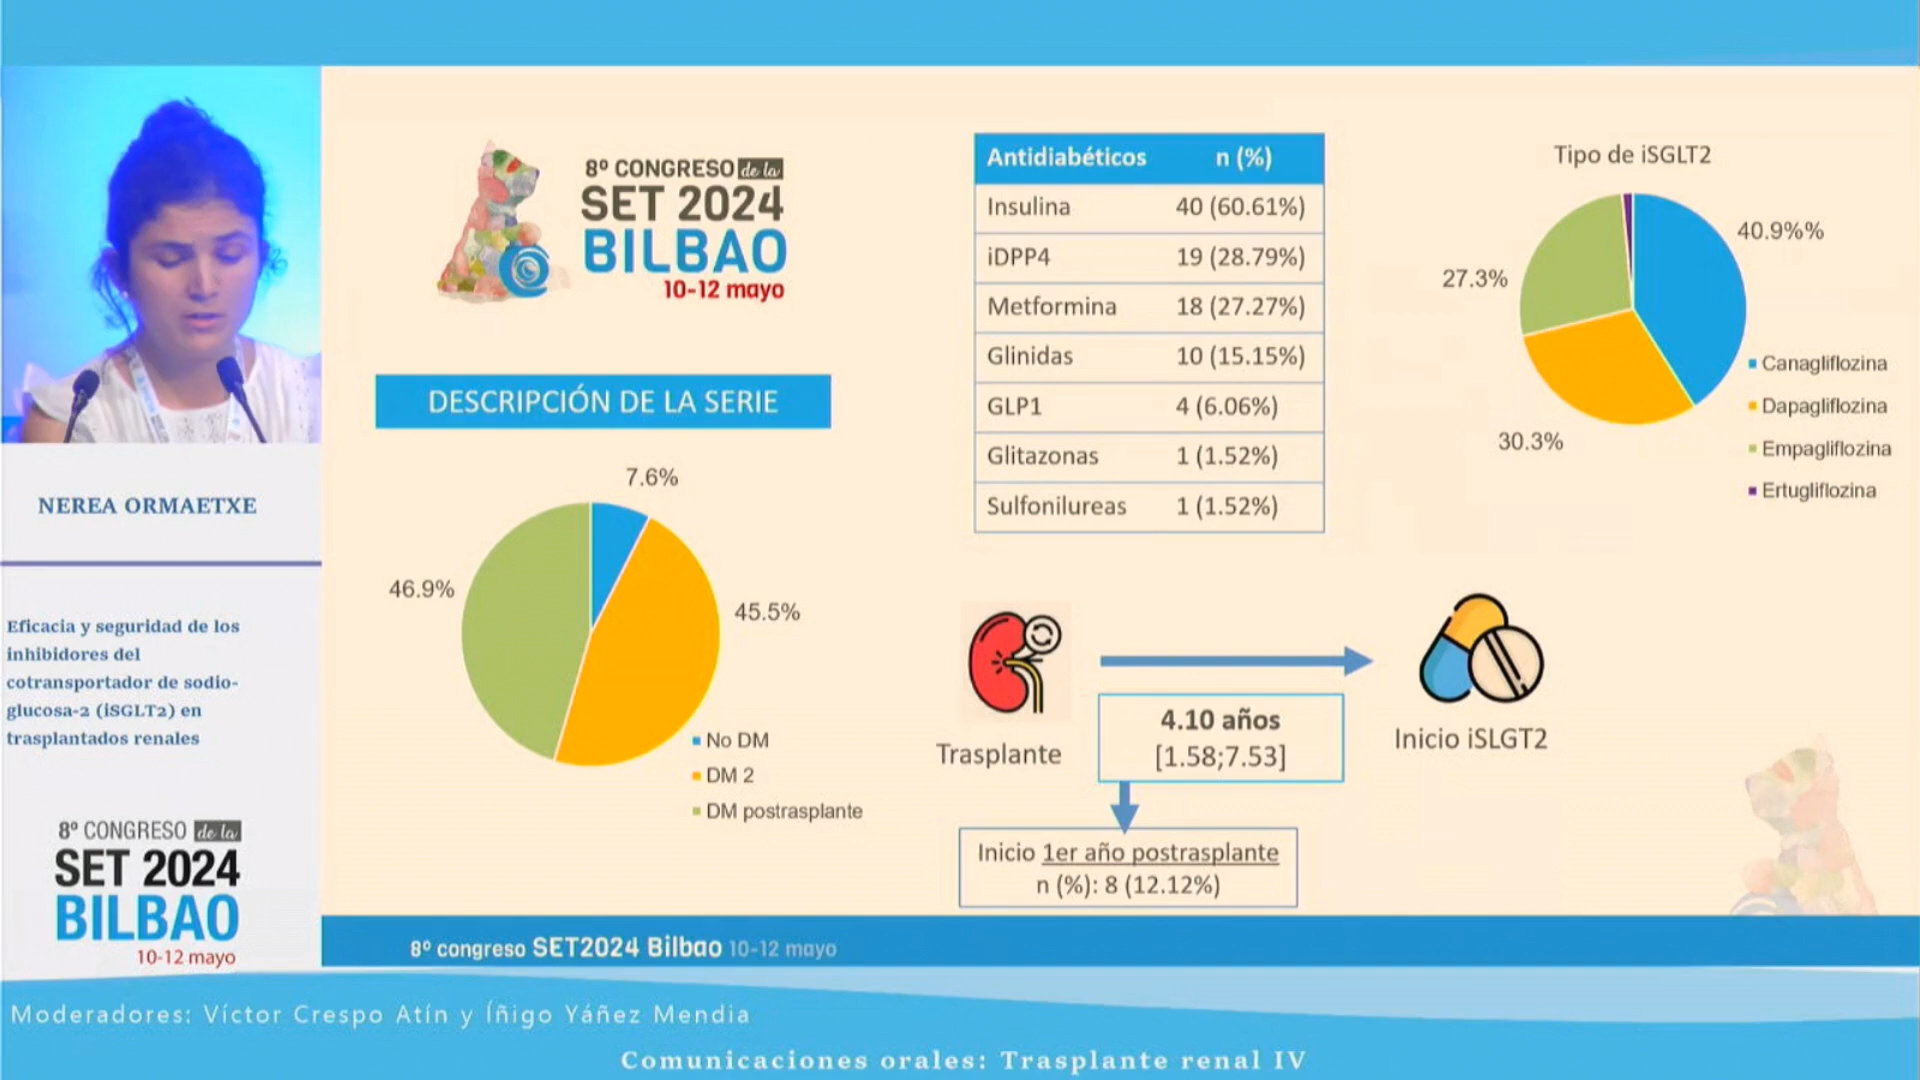 8º CONGRESO de la
SET 2024
BILBAO
10-12 mayo
DESCRIPCIÓN DE LA SERIE
7.6%
46.9%
45.5%
No DM
DM 2
DM postrasplante
Antidiabéticos n (%)
Insulina 40 (60.61%)
iDPP4 19 (28.79%)
Metformina 18 (27.27%)
Glinidas 10 (15.15%)
GLP1 4 (6.06%)
Glitazonas 1 (1.52%)
Sulfonilureas 1 (1.52%)
Tipo de iSGLT2
40.9%%
27.3%
30.3%
Canagliflozina
Dapagliflozina
Empagliflozina
Ertugliflozina
Trasplante
4.10 años
[1.58;7.53]
Inicio iSLGT2
Inicio 1er año postrasplante
n (%): 8 (12.12%)
8º congreso SET2024 Bilbao 10-12 mayo
NEREA ORMAETXE
Eficacia y seguridad de los
inhibidores del
cotransportador de sodio-
glucosa-2 (iSGLT2) en
trasplantados renales
8º CONGRESO de la
SET 2024
BILBAO
10-12 mayo
Moderadores: Víctor Crespo Atín y Íñigo Yáñez Mendia
Comunicaciones orales: Trasplante renal IV